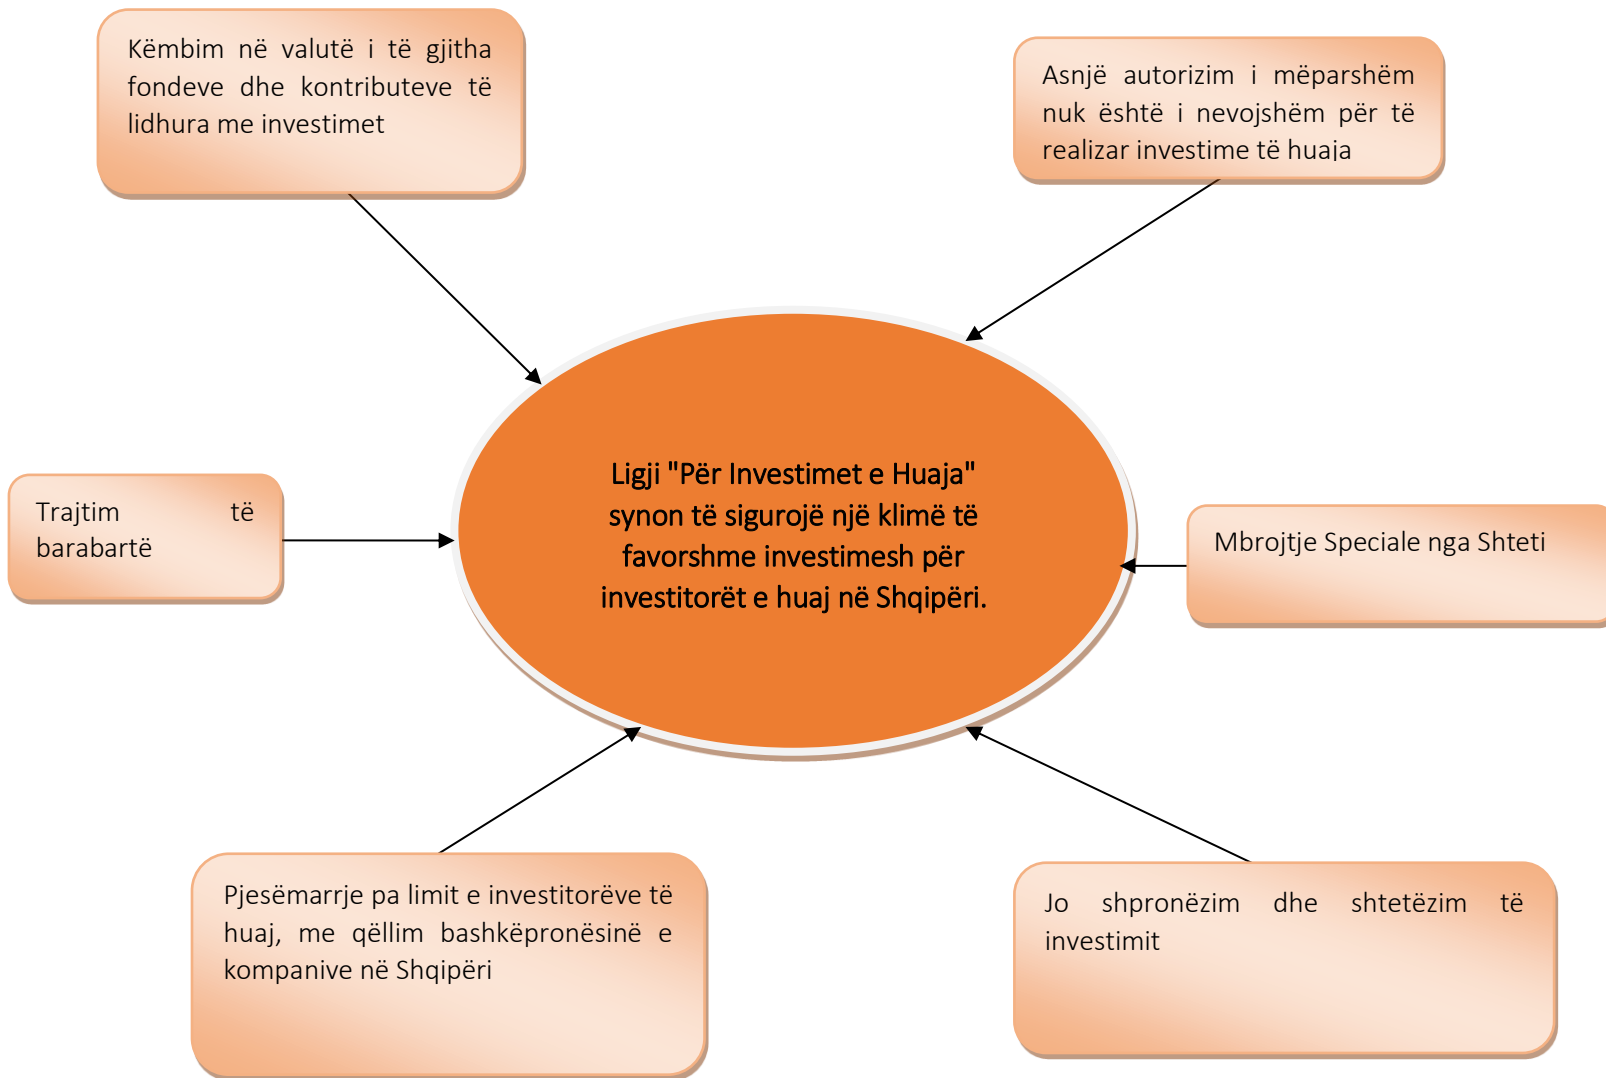 Këmbim në valutë i të gjitha
fondeve dhe kontributeve të
lidhura me investimet
Asnjë autorizim i mëparshëm
nuk është i nevojshëm për të
realizar investime të huaja
Ligji "Për Investimet e Huaja"
synon të sigurojë një klimë të
favorshme investimesh për
investitorët e huaj në Shqipëri.
Trajtim të
barabartë
Mbrojtje Speciale nga Shteti
Pjesëmarrje pa limit e investitorëve të
huaj, me qëllim bashkëpronësinë e
kompanive në Shqipëri
Jo shpronëzim dhe shtetëzim të
investimit